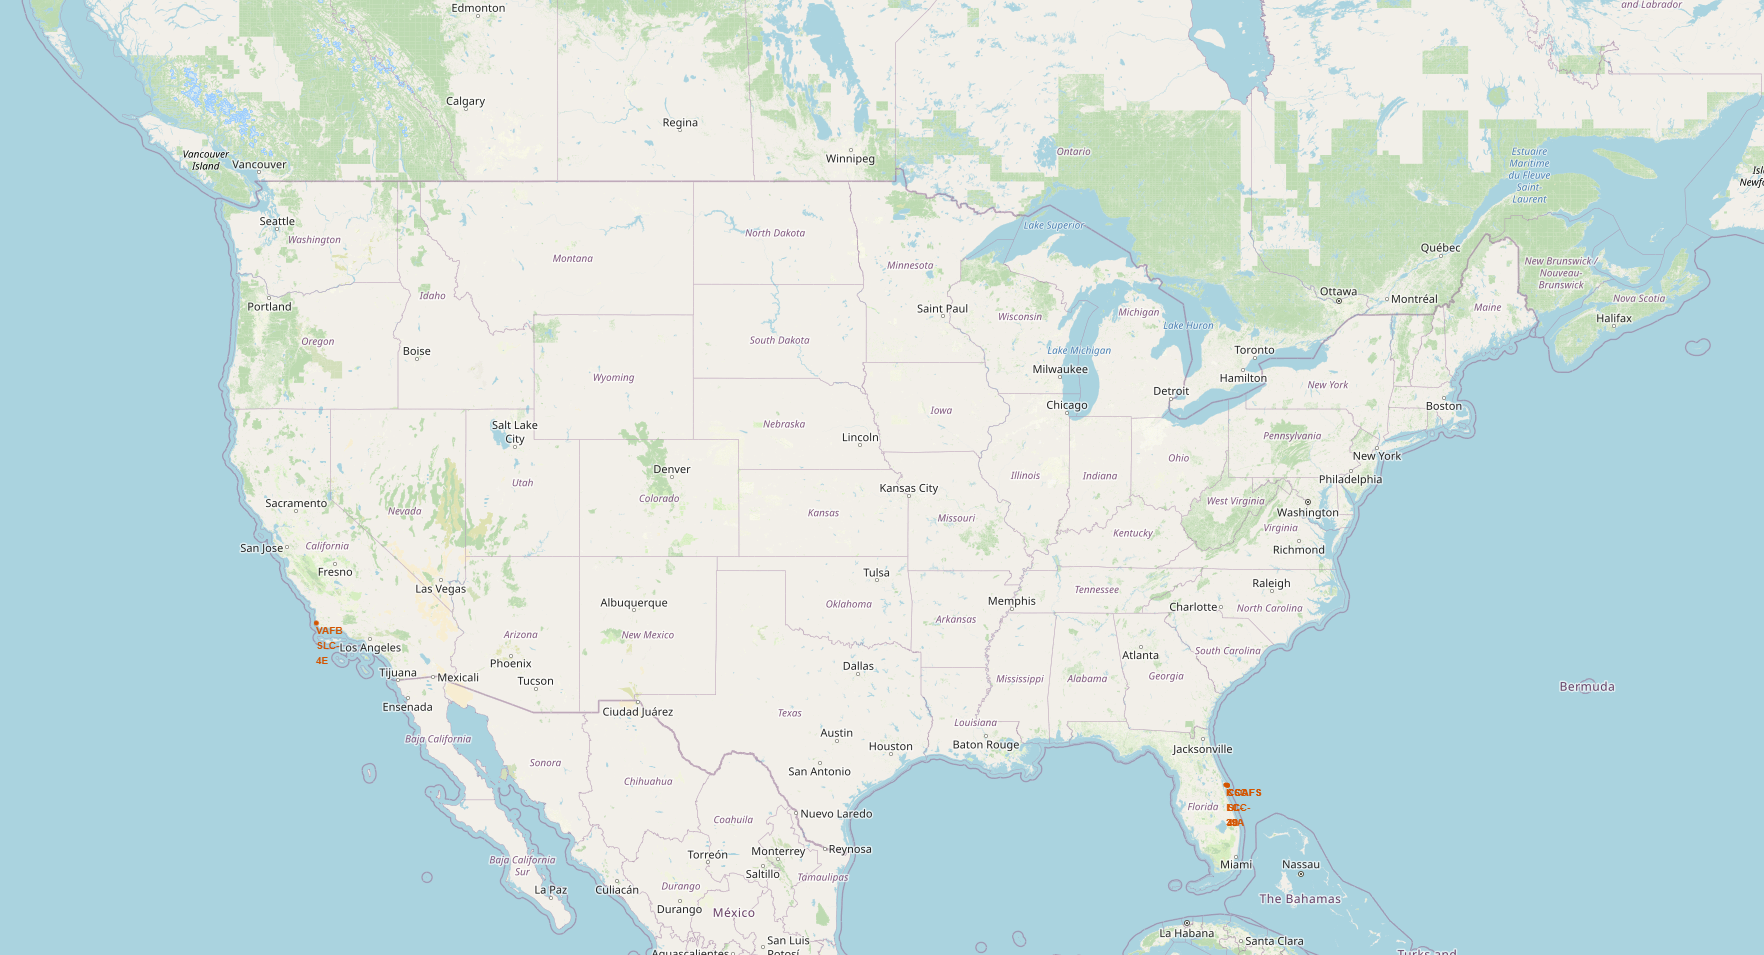 and Labrador
Edmonton
Calgary
Regina
Winnipeg
Ontario
Vancouver
Island
Vancouver
Estuaire
Maritime
du Fleuve
Saint-
Laurent
Seattle
Washington
North Dakota
Montana
Minnesota
Lake Superior
Québec
New Brunswick /
Nouveau-
Brunswick
Idaho
Portland
Saint Paul
Wisconsin
Michigan
Ottawa
Montréal
Maine
Nova Scotia
Halifax
Lake Huron
Oregon
Boise
South Dakota
Lake Michigan
Toronto
Milwaukee
Hamilton
Wyoming
Detroit
New York
Chicago
Boston
Iowa
Salt Lake
City
Nebraska
Lincoln
Pennsylvania
New York
Ohio
Denver
Utah
Colorado
Illinois
Indiana
Philadelphia
Kansas City
Sacramento
Nevada
Kansas
Missouri
West Virginia
Washington
Virginia
Kentucky
San Jose
California
Richmond
Fresno
Las Vegas
Tulsa
Tennessee
Raleigh
Albuquerque
Oklahoma
Memphis
Charlotte
North Carolina
Arkansas
VAFB
SLC-
4E
Los Angeles
Arizona
New Mexico
Phoenix
Dallas
Atlanta
South Carolina
Tijuana
Mexicali
Tucson
Mississippi
Alabama
Georgia
Bermuda
Ensenada
Ciudad Juárez
Texas
Louisiana
Baja California
Austin
Houston
Baton Rouge
Jacksonville
Sonora
Chihuahua
San Antonio
Florida
Nuevo Laredo
Coahuila
Reynosa
Torreón
Monterrey
Saltillo
Tamaulipas
Baja California
Sur
Miami
Nassau
La Paz
Culiacán
Durango
Durango
México
The Bahamas
La Habana
Santa Clara
San Luis
Potosí
Aguascalientes
Turks and